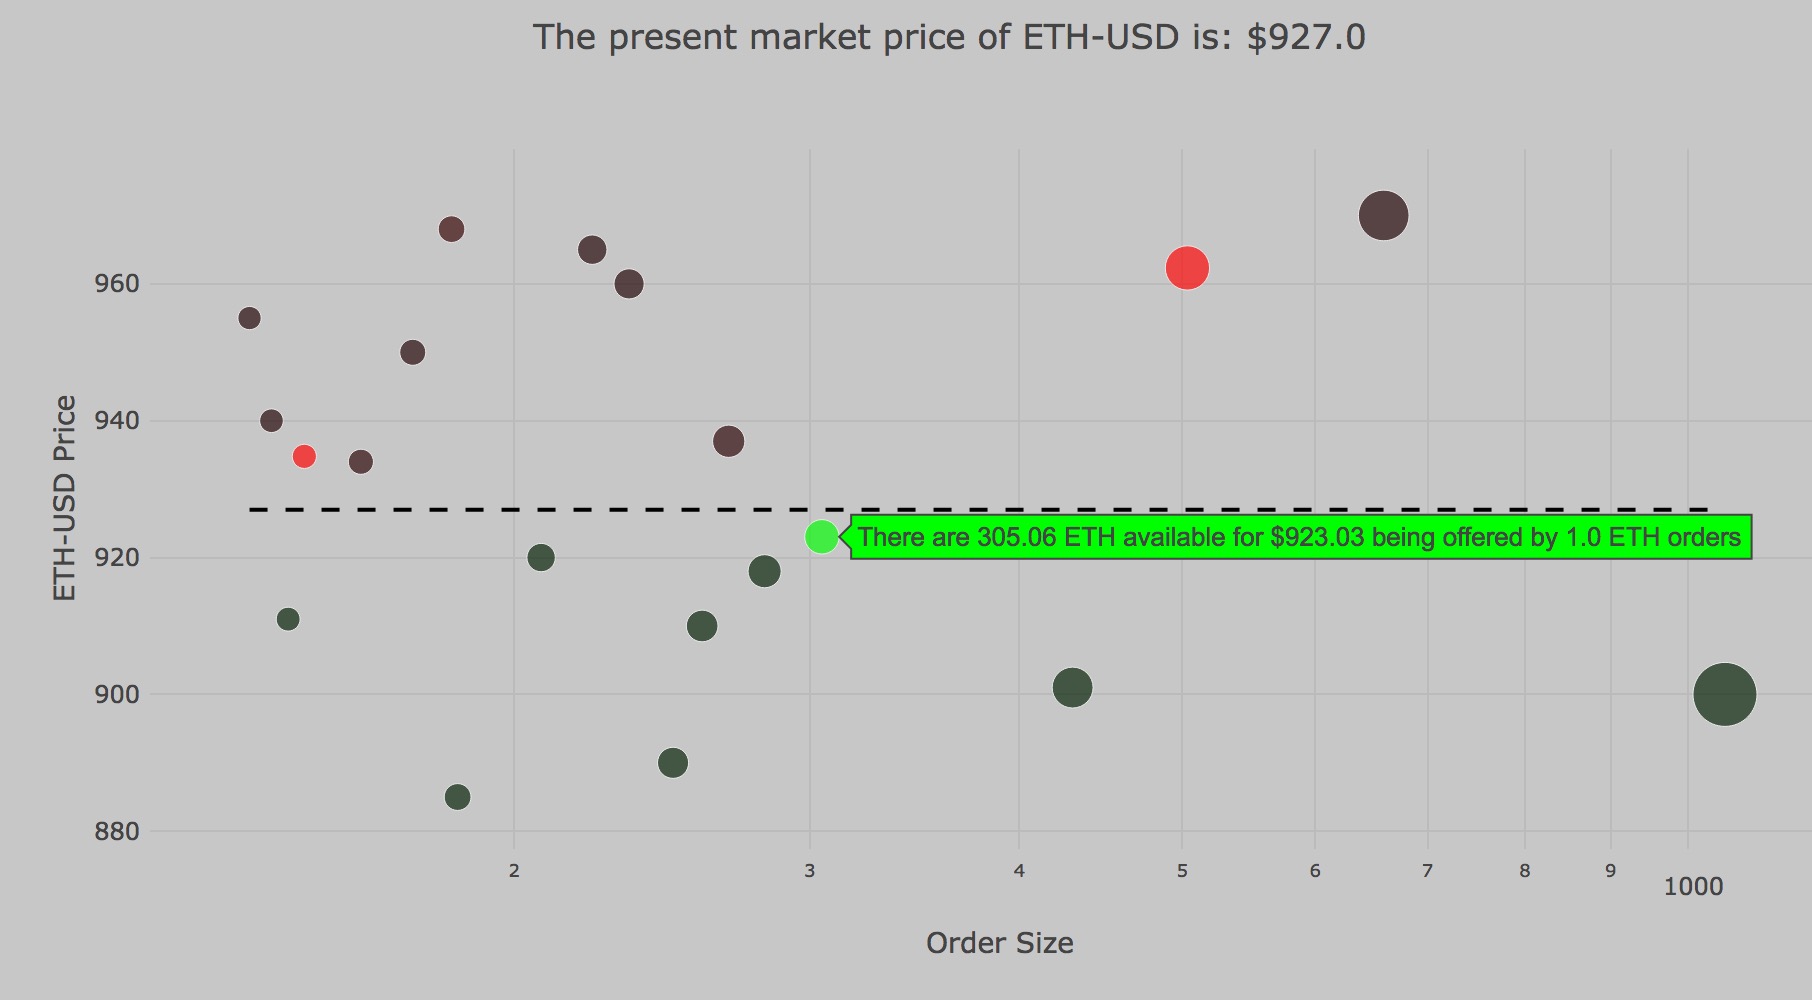 The present market price of ETH-USD is: $927.0
ETH-USD Price
960
940
920
900
880
There are 305.06 ETH available for $923.03 being offered by 1.0 ETH orders
2 3 4 5 6 7 8 9 1000
Order Size